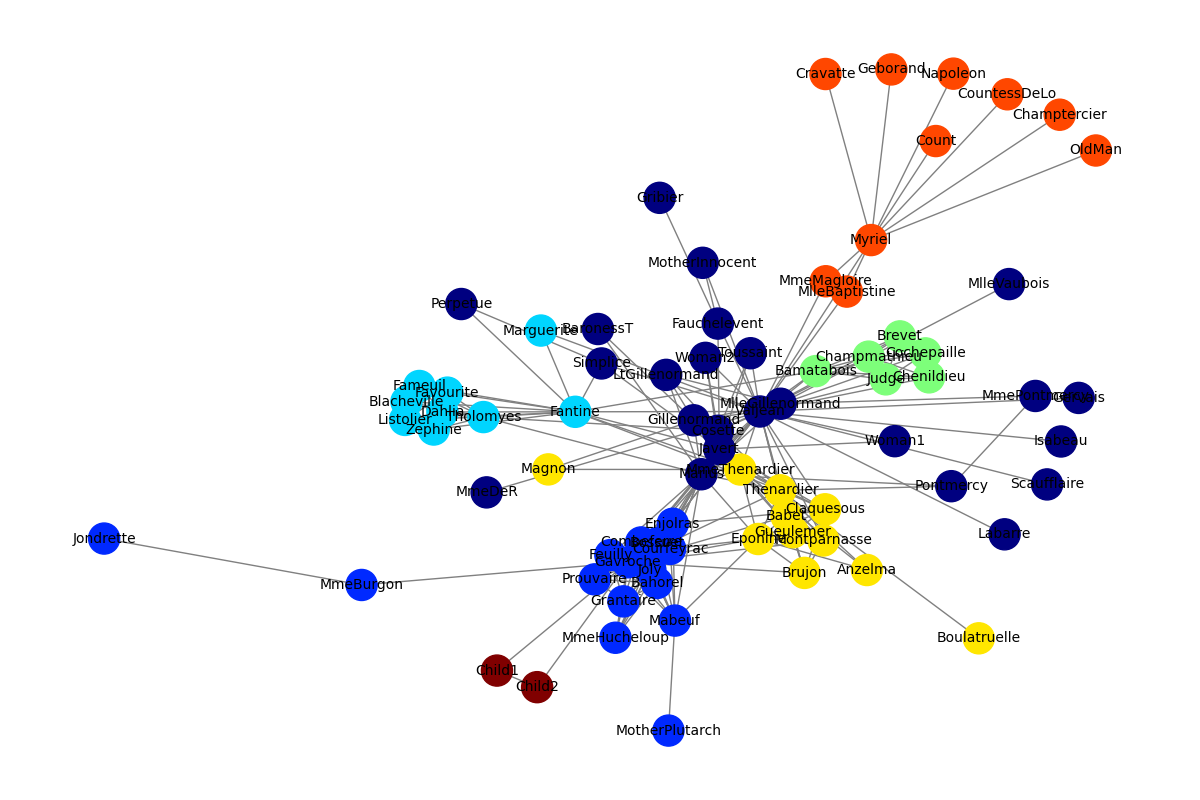 Cravatte
Geborand
Napoleon
CountessDeLo
Champtercier
Count
OldMan
Gribier
Myriel
MotherInnocent
MmeMagloire
MlleBaptistine
MlleVaubois
Perpetue
Marguerite
BaronessT
Fauchelevent
Brevet
Simplice
Woman2
Toussaint
Champmathieu
Cochepaille
LtGillenormand
Bamatabois
Judge
Chenildieu
Fameuil
Favourite
Blacheville
Dahlia
Listolier
Tholomyes
Zephine
Fantine
Gillenormand
MlleGillenormand
Valjean
MmePontmercy
Gervais
Cosette
Javert
Woman1
Isabeau
Magnon
Marius
MmeThenardier
MmeDeR
Thenardier
Pontmercy
Scaufflaire
Claquesous
Babet
Enjolras
Gueulemer
Labarre
Jondrette
Eponine
Montparnasse
Combeferre
Bossuet
Courfeyrac
Feuilly
Gavroche
Joly
Brujon
Anzelma
MmeBurgon
Prouvaire
Bahorel
Grantaire
Mabeuf
MmeHucheloup
Boulatruelle
Child1
Child2
MotherPlutarch